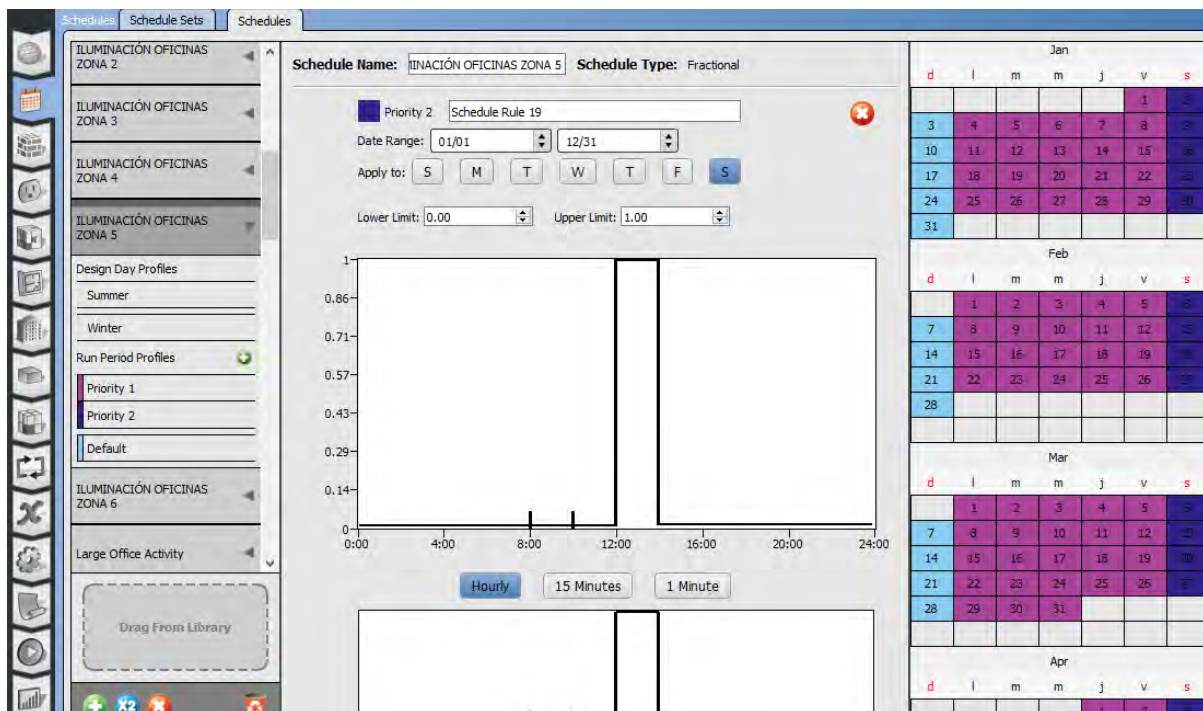 Schedules
Schedule Sets
Schedules
ILUMINACIÓN OFICINAS
ZONA 2
ILUMINACIÓN OFICINAS
ZONA 3
ILUMINACIÓN OFICINAS
ZONA 4
ILUMINACIÓN OFICINAS
ZONA 5
Design Day Profiles
Summer
Winter
Run Period Profiles
Priority 1
Priority 2
Default
ILUMINACIÓN OFICINAS
ZONA 6
Large Office Activity
Drag From Library
X2
Schedule Name: INACIÓN OFICINAS ZONA 5 Schedule Type: Fractional
Priority 2 Schedule Rule 19
Date Range: 01/01 12/31
Apply to: S M T W T F S
Lower Limit: 0.00 Upper Limit: 1.00
1
0.86
0.71
0.57
0.43
0.29
0.14
0
0:00 4:00 8:00 12:00 16:00 20:00 24:00
Hourly 15 Minutes 1 Minute
Jan
d l m m j v s
1
3 4 5 6 7 8
10 11 12 13 14 15
17 18 19 20 21 22
24 25 26 27 28 29
31
Feb
d l m m j v s
1 2 3 4 5
7 8 9 10 11 12
14 15 16 17 18 19
21 22 23 24 25 26
28
Mar
d l m m j v s
1 2 3 4 5
7 8 9 10 11 12
14 15 16 17 18 19
21 22 23 24 25 26
28 29 30 31
Apr
d l m m j v s